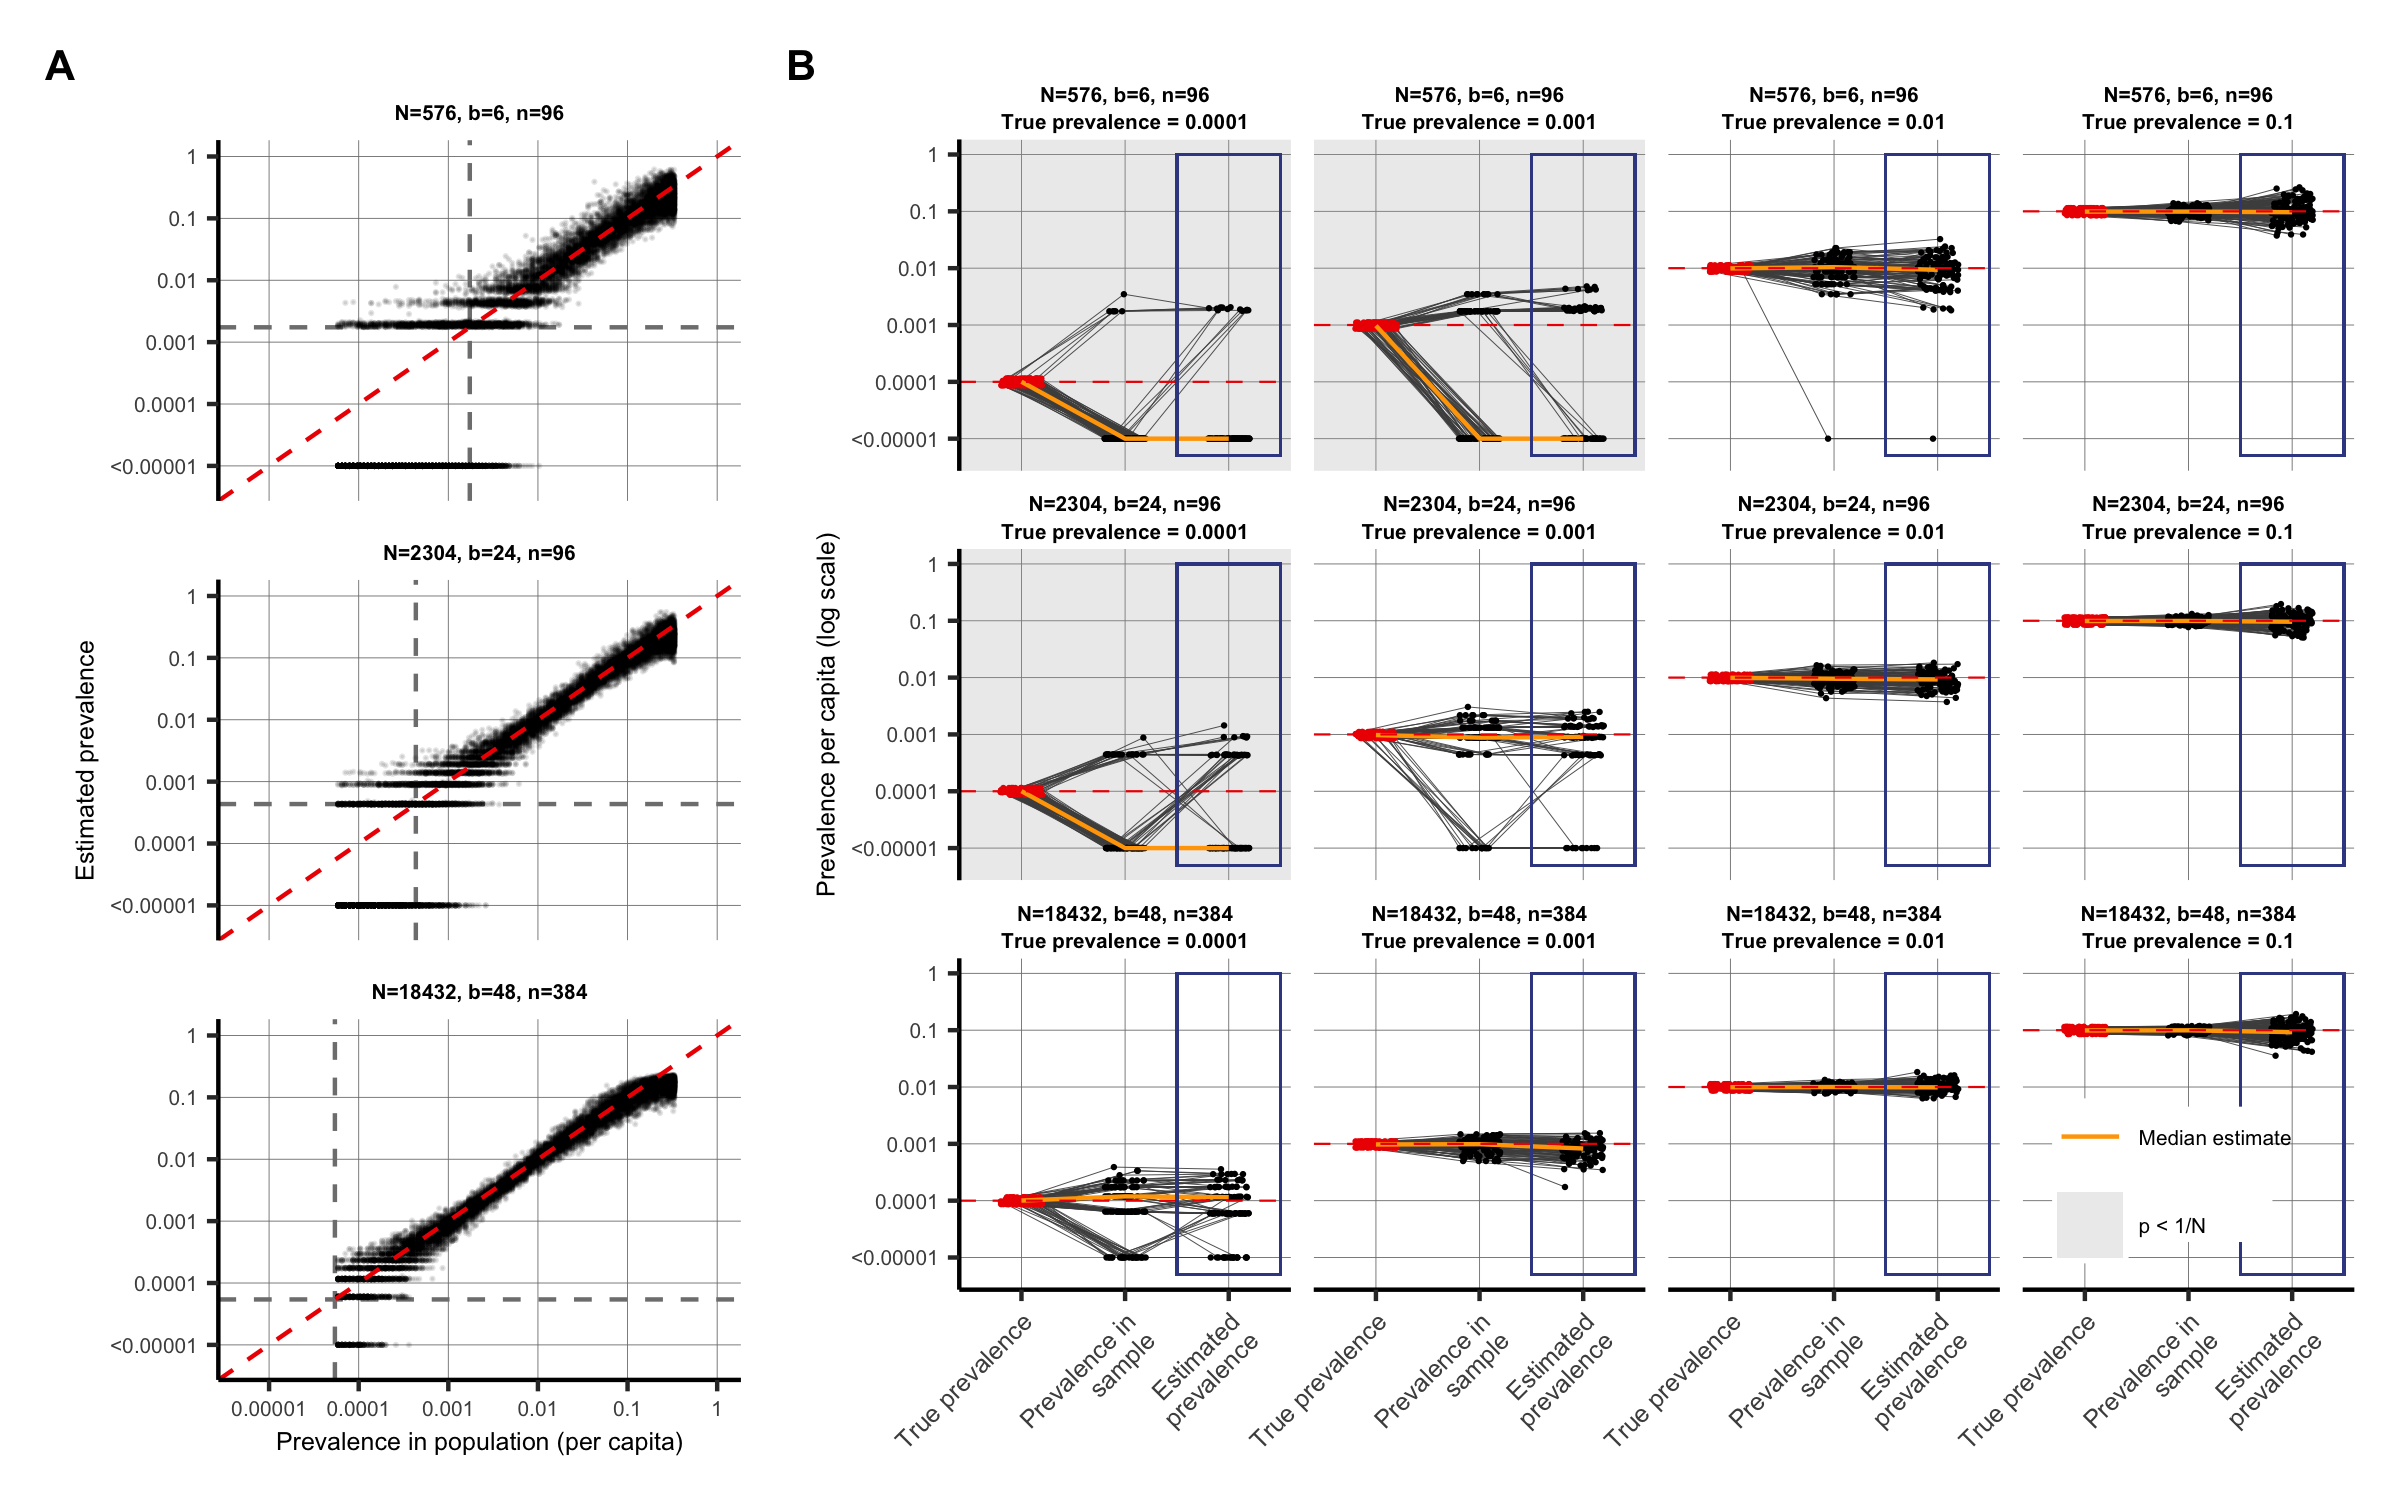 A
N=576, b=6, n=96
1
0.1
0.01
0.001
0.0001
<0.00001
N=2304, b=24, n=96
1
0.1
0.01
0.001
0.0001
<0.00001
N=18432, b=48, n=384
1
0.1
0.01
0.001
0.0001
<0.00001
0.00001
0.0001
0.001
0.01
0.1
1
Estimated prevalence
Prevalence in population (per capita)
B
N=576, b=6, n=96
True prevalence = 0.0001
N=576, b=6, n=96
True prevalence = 0.001
N=576, b=6, n=96
True prevalence = 0.01
N=576, b=6, n=96
True prevalence = 0.1
1
0.1
0.01
0.001
0.0001
<0.00001
N=2304, b=24, n=96
True prevalence = 0.0001
N=2304, b=24, n=96
True prevalence = 0.001
N=2304, b=24, n=96
True prevalence = 0.01
N=2304, b=24, n=96
True prevalence = 0.1
1
0.1
0.01
0.001
0.0001
<0.00001
N=18432, b=48, n=384
True prevalence = 0.0001
N=18432, b=48, n=384
True prevalence = 0.001
N=18432, b=48, n=384
True prevalence = 0.01
N=18432, b=48, n=384
True prevalence = 0.1
1
0.1
0.01
0.001
0.0001
<0.00001
Prevalence per capita (log scale)
Median estimate
p < 1/N
True prevalence
Prevalence in
sample
Estimated
prevalence
True prevalence
Prevalence in
sample
Estimated
prevalence
True prevalence
Prevalence in
sample
Estimated
prevalence
True prevalence
Prevalence in
sample
Estimated
prevalence